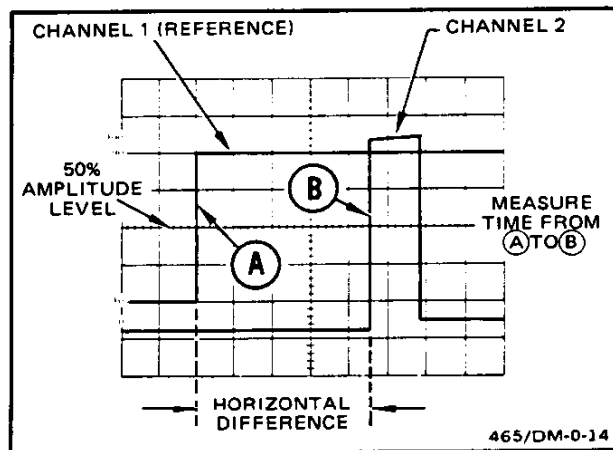 CHANNEL 1 (REFERENCE)
CHANNEL 2
50%
AMPLITUDE
LEVEL
B
A
MEASURE
TIME FROM
Ⓐ TO Ⓑ
HORIZONTAL
DIFFERENCE
465/DM-0-14